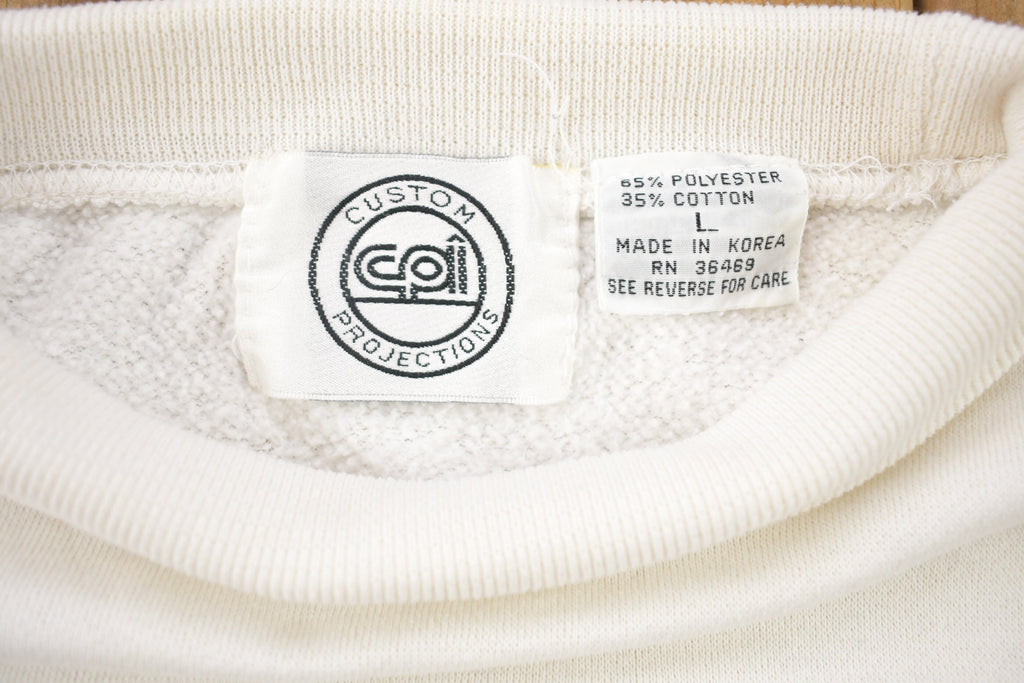 CUSTOM
cpi
PROJECTIONS
65% POLYESTER
35% COTTON
L
MADE IN KOREA
RN 36469
SEE REVERSE FOR CARE